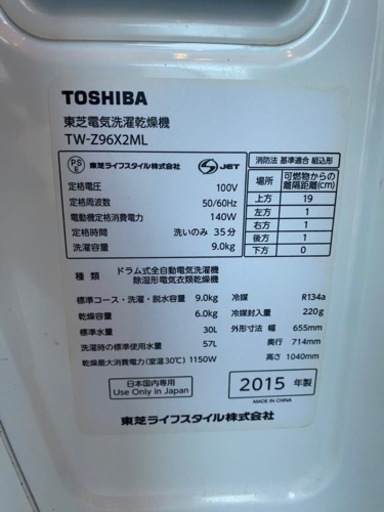 TOSHIBA
東芝電気洗濯乾燥機
TW-Z96X2ML
PS E 東芝ライフスタイル株式会社 S JET
定格電圧 100V
定格周波数 50/60Hz
電動機定格消費電力 140W
洗いのみ 35分
洗濯容量 9.0kg
消防法 基準適合 組込形
場所 可燃物からの離隔距離(cm)
上方 19
左方 1
右方 1
後方 1
下方 0
種類 ドラム式全自動電気洗濯機
除湿形電気衣類乾燥機
標準コース・洗濯・脱水容量 9.0kg
乾燥容量 6.0kg
標準水量 30L
洗濯時の標準使用水量 57L
乾燥最大消費電力(室温30℃) 1150W
冷媒 R134a
冷媒封入量 220g
外形寸法 幅 655mm
奥行 714mm
高さ 1040mm
日本国内専用
Use Only in Japan
2015 年製
MADE IN CHINA
東芝ライフスタイル株式会社